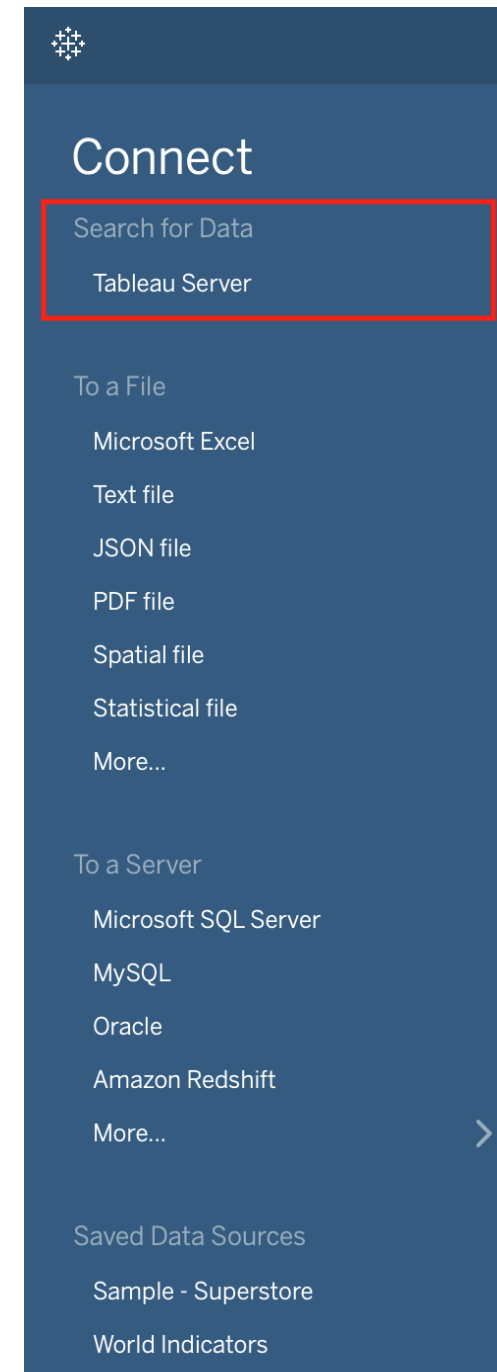 Connect
Search for Data
Tableau Server
To a File
Microsoft Excel
Text file
JSON file
PDF file
Spatial file
Statistical file
More...
To a Server
Microsoft SQL Server
MySQL
Oracle
Amazon Redshift
More...
Saved Data Sources
Sample - Superstore
World Indicators